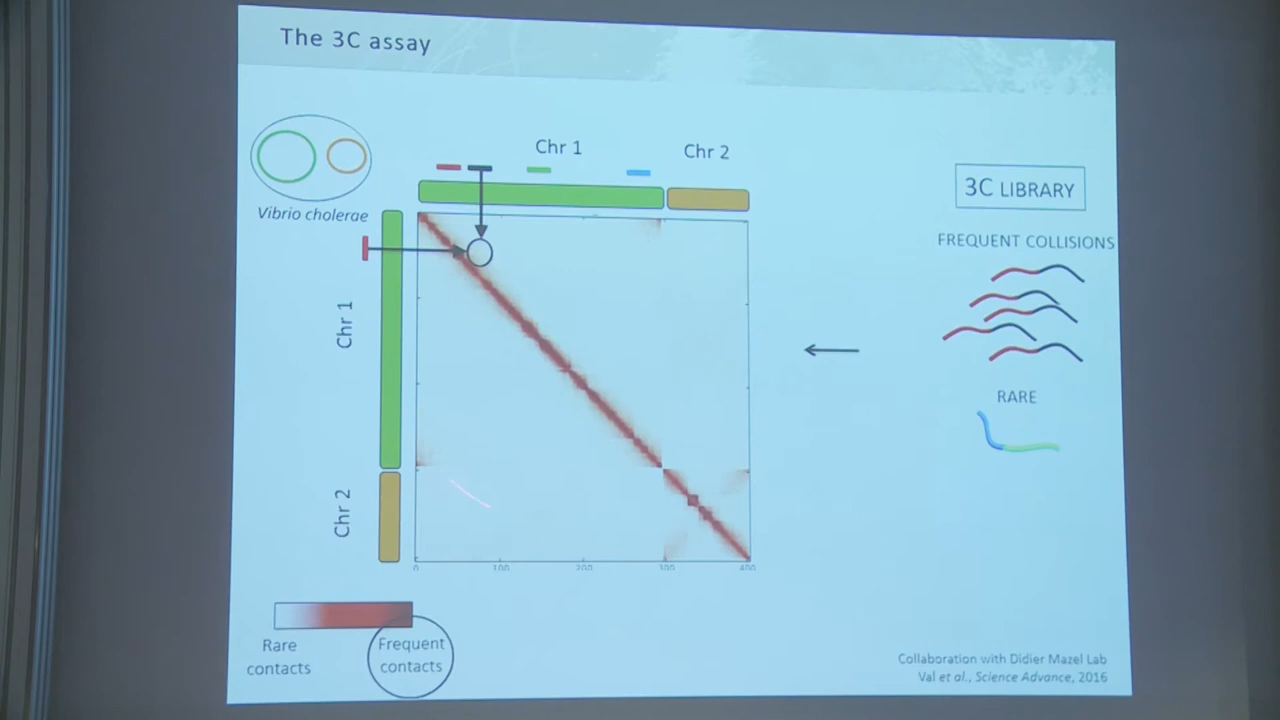 The 3C assay
Chr 1
Chr 2
3C LIBRARY
Vibrio cholerae
FREQUENT COLLISIONS
Chr 1
RARE
Chr 2
0 100 200 300 400
Rare
contacts
Frequent
contacts
Collaboration with Didier Mazel Lab
Val et al., Science Advance, 2016